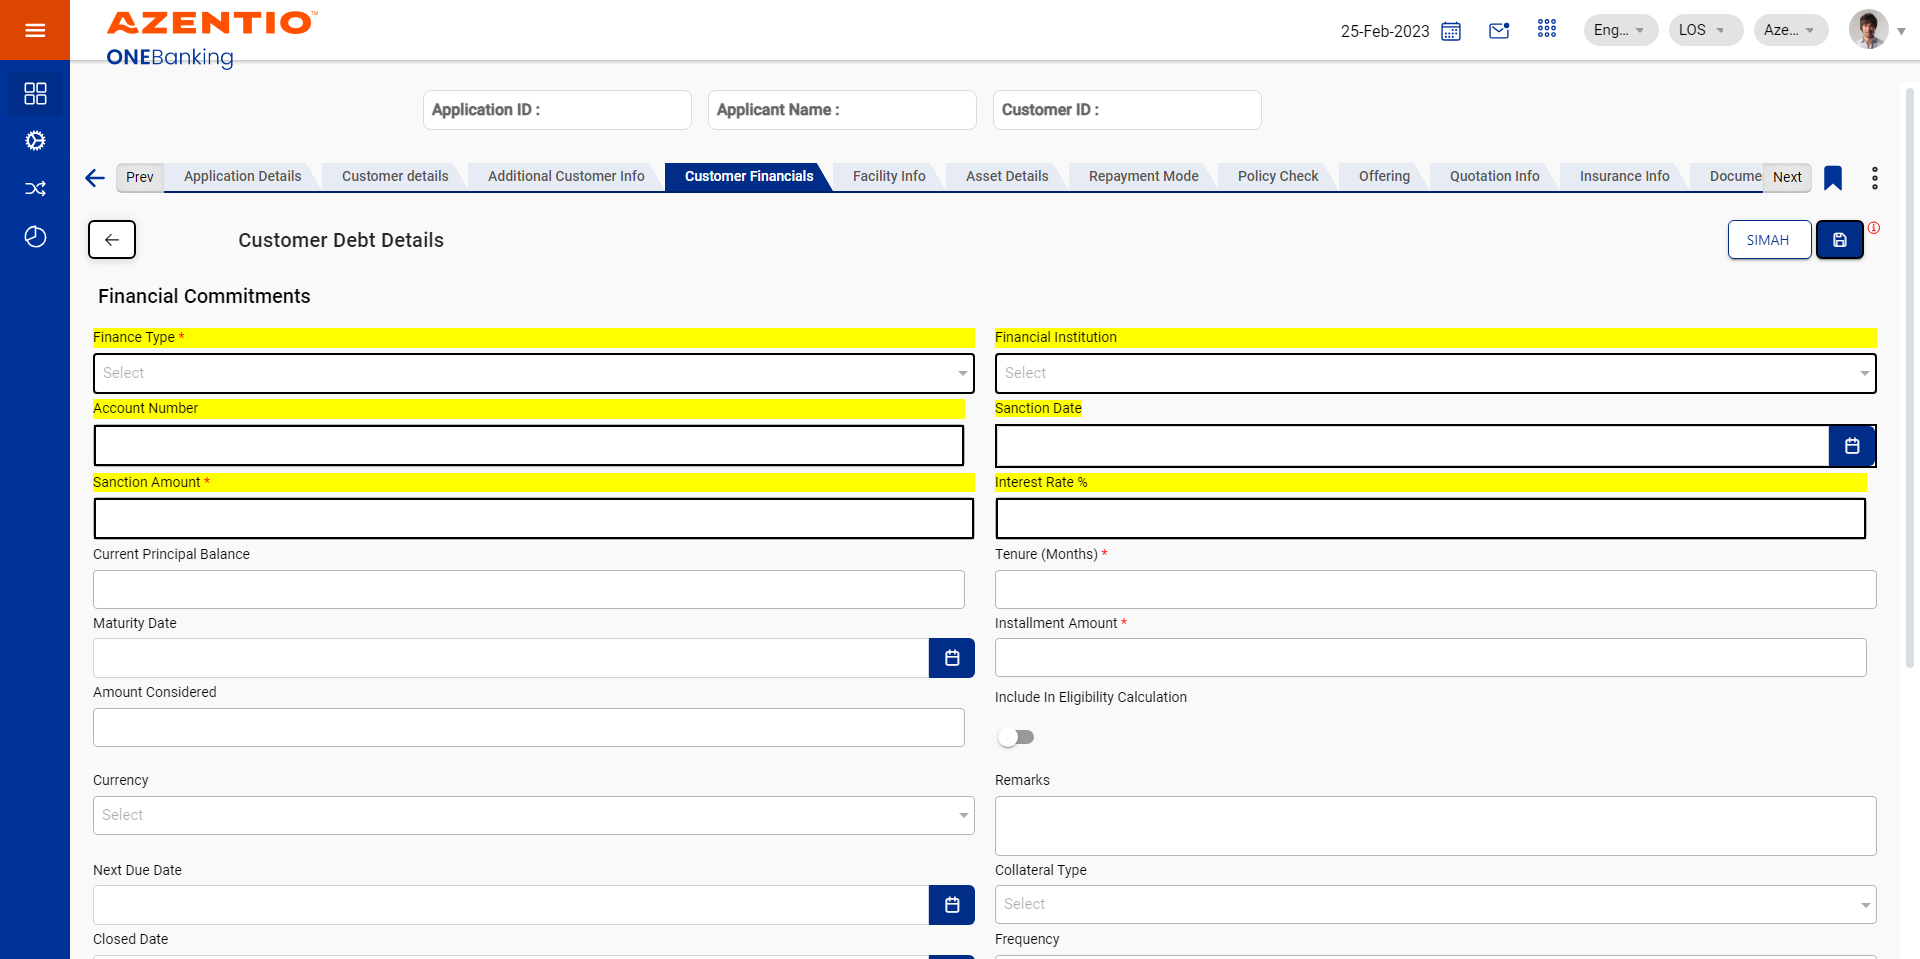 AZENTIO™
ONEBanking
25-Feb-2023
Eng...
LOS
Aze...
Application ID :
Applicant Name :
Customer ID :
Prev
Application Details
Customer details
Additional Customer Info
Customer Financials
Facility Info
Asset Details
Repayment Mode
Policy Check
Offering
Quotation Info
Insurance Info
Docume
Next
Customer Debt Details
SIMAH
Financial Commitments
Finance Type *
Financial Institution
Select
Select
Account Number
Sanction Date
Sanction Amount *
Interest Rate %
Current Principal Balance
Tenure (Months) *
Maturity Date
Installment Amount *
Amount Considered
Include In Eligibility Calculation
Currency
Remarks
Select
Next Due Date
Collateral Type
Select
Closed Date
Frequency